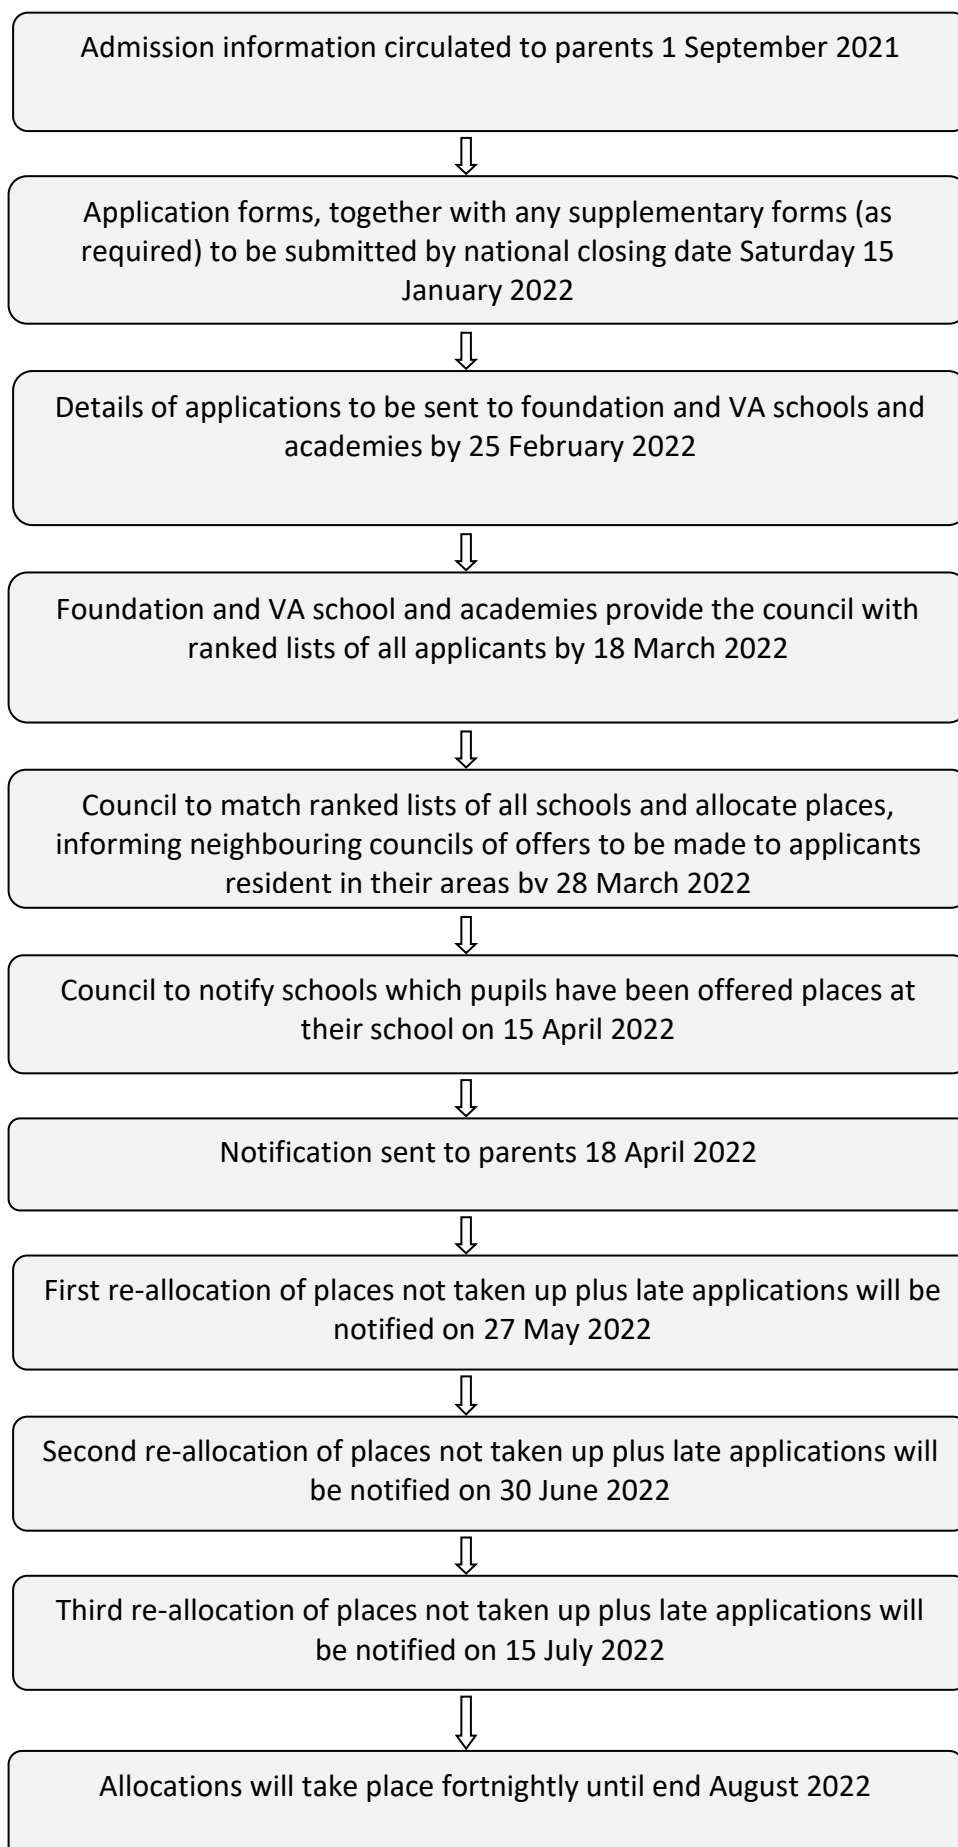 Admission information circulated to parents 1 September 2021
Application forms, together with any supplementary forms (as
required) to be submitted by national closing date Saturday 15
January 2022
Details of applications to be sent to foundation and VA schools and
academies by 25 February 2022
Foundation and VA school and academies provide the council with
ranked lists of all applicants by 18 March 2022
Council to match ranked lists of all schools and allocate places,
informing neighbouring councils of offers to be made to applicants
resident in their areas by 28 March 2022
Council to notify schools which pupils have been offered places at
their school on 15 April 2022
Notification sent to parents 18 April 2022
First re-allocation of places not taken up plus late applications will be
notified on 27 May 2022
Second re-allocation of places not taken up plus late applications will
be notified on 30 June 2022
Third re-allocation of places not taken up plus late applications will
be notified on 15 July 2022
Allocations will take place fortnightly until end August 2022